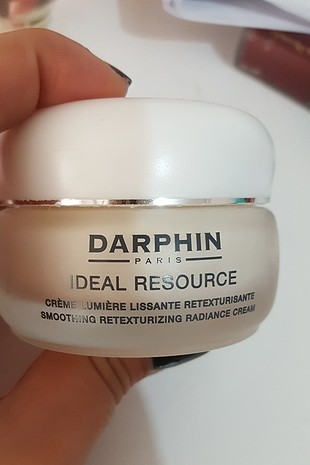 DARPHIN
PARIS
IDEAL RESOURCE
CRÈME LUMIÈRE LISSANTE RETEXTURISANTE
SMOOTHING RETEXTURIZING RADIANCE CREAM